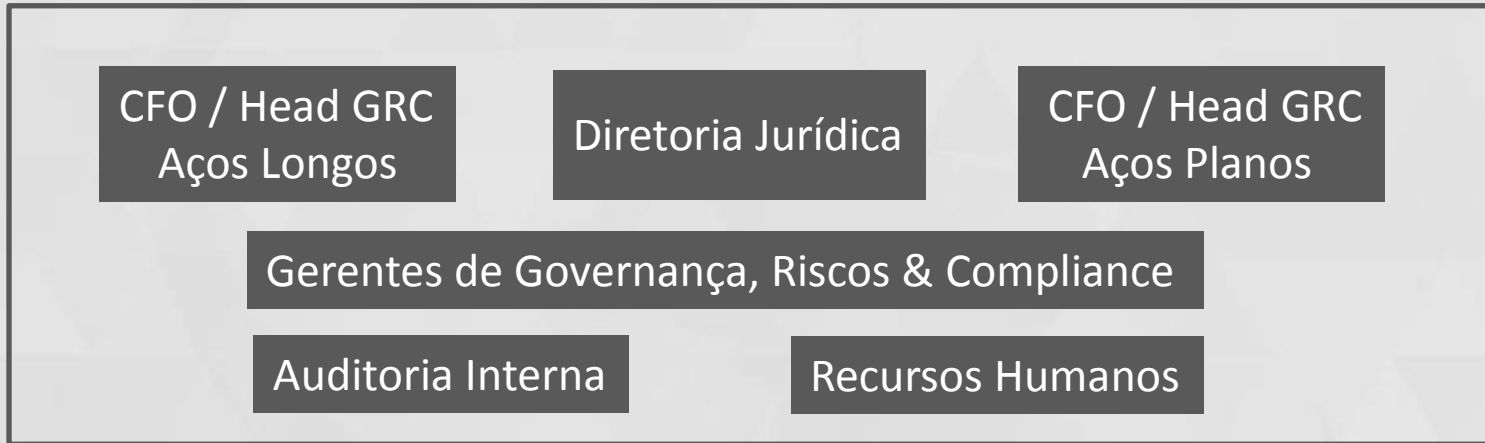 CFO / Head GRC
Aços Longos
Diretoria Jurídica
CFO / Head GRC
Aços Planos
Gerentes de Governança, Riscos & Compliance
Auditoria Interna
Recursos Humanos